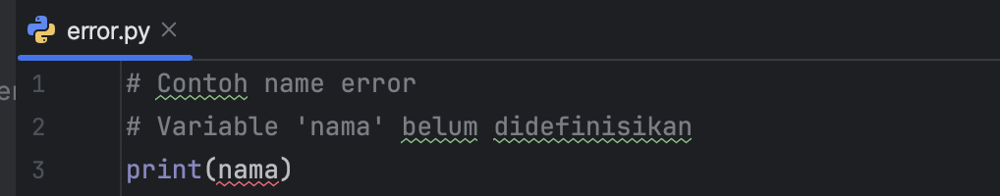 error.py
1 # Contoh name error
2 # Variable 'nama' belum didefinisikan
3 print(nama)